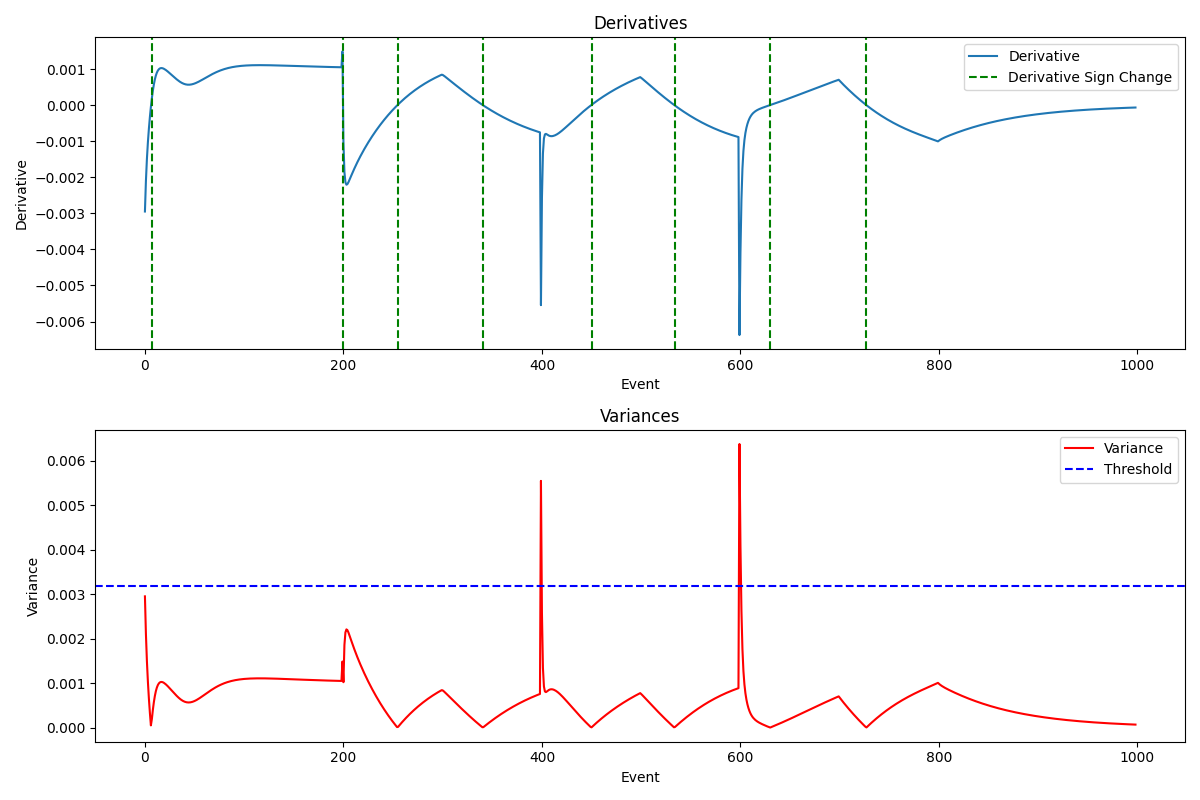 Derivatives
Derivative
Derivative Sign Change
Derivative
0.001
0.000
−0.001
−0.002
−0.003
−0.004
−0.005
−0.006
0 200 400 600 800 1000
Event
Variances
Variance
Threshold
Variance
0.006
0.005
0.004
0.003
0.002
0.001
0.000
0 200 400 600 800 1000
Event